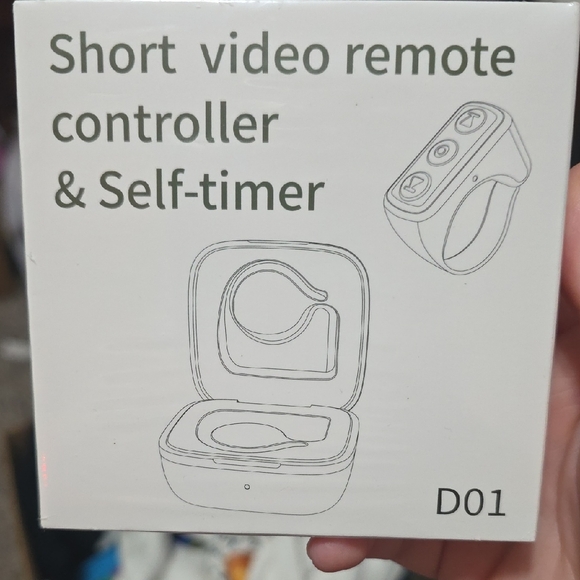 Short video remote
controller
& Self-timer
D01